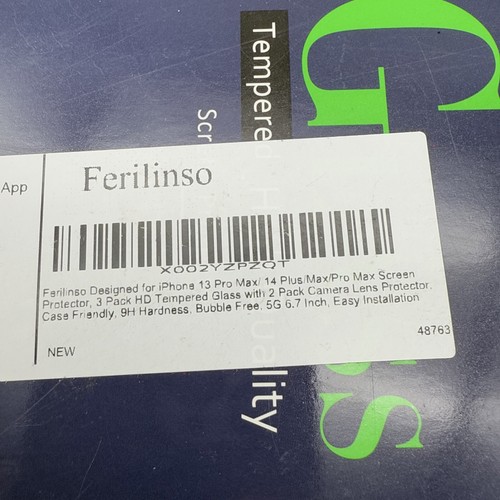 App
Ferilinso
X002YZPZQT
Ferilinso Designed for iPhone 13 Pro Max/ 14 Plus/Max/Pro Max Screen
Protector, 3 Pack HD Tempered Glass with 2 Pack Camera Lens Protector,
Case Friendly, 9H Hardness, Bubble Free, 5G 6.7 Inch, Easy Installation
NEW
48763
Tempered